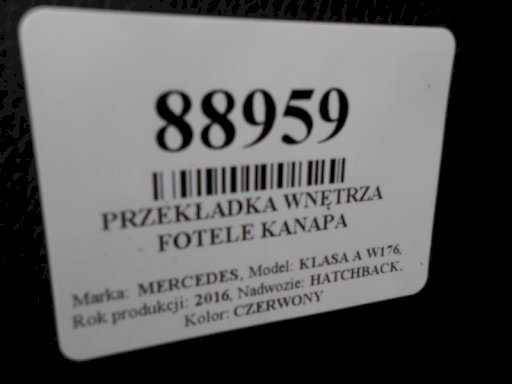 88959
PRZEKŁADKA WNĘTRZA
FOTELE KANAPA
Marka: MERCEDES, Model: KLASA A W176,
Rok produkcji: 2016, Nadwozie: HATCHBACK,
Kolor: CZERWONY